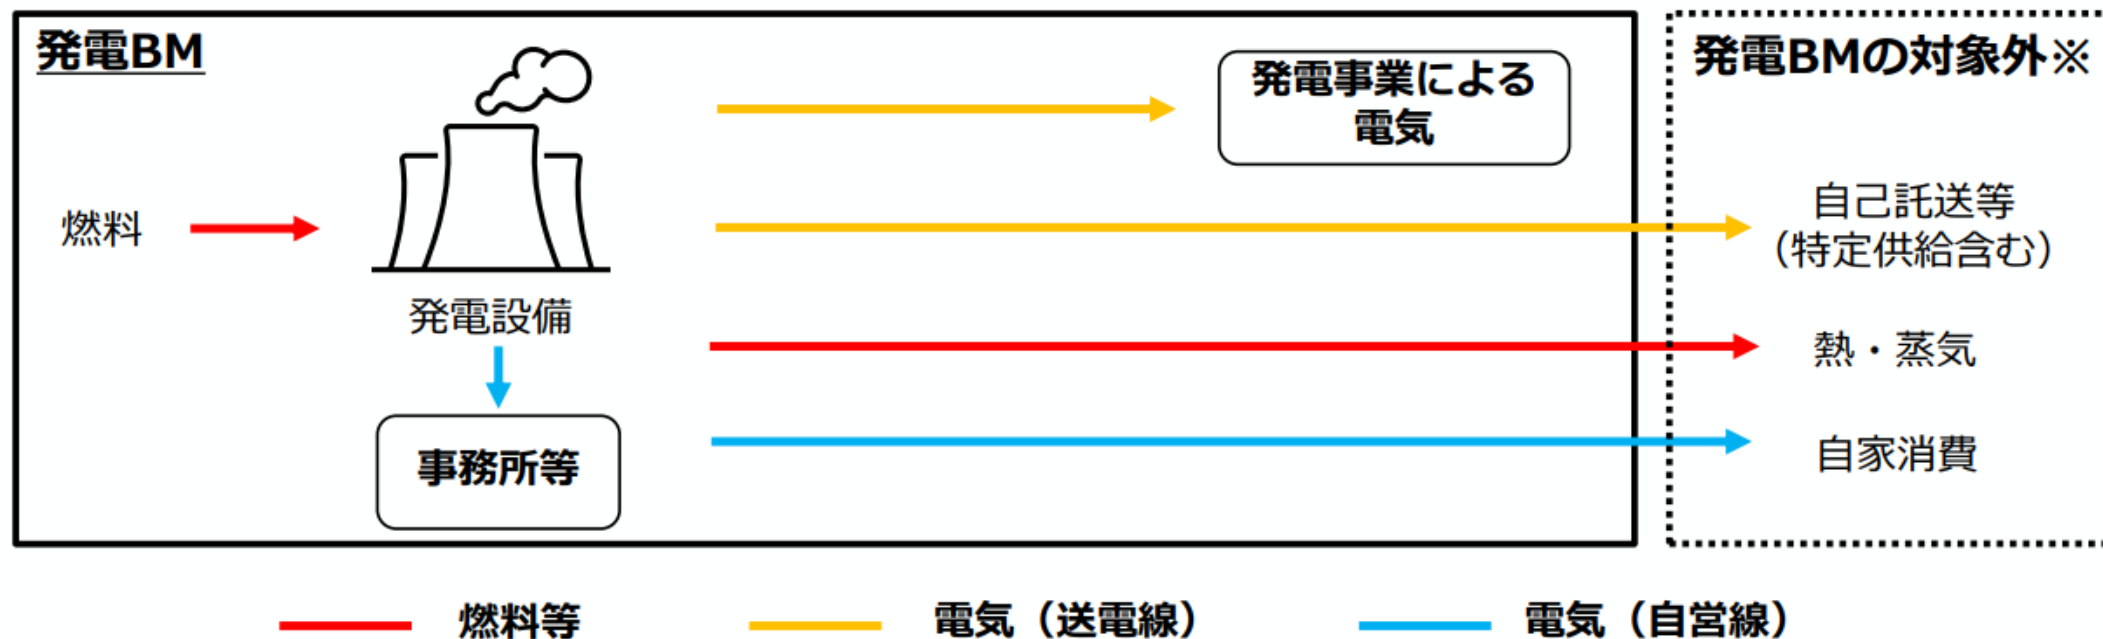 発電BM
発電事業による
電気
発電BMの対象外※
燃料
自己託送等
（特定供給含む）
発電設備
熱・蒸気
事務所等
自家消費
燃料等
電気（送電線）
電気（自営線）